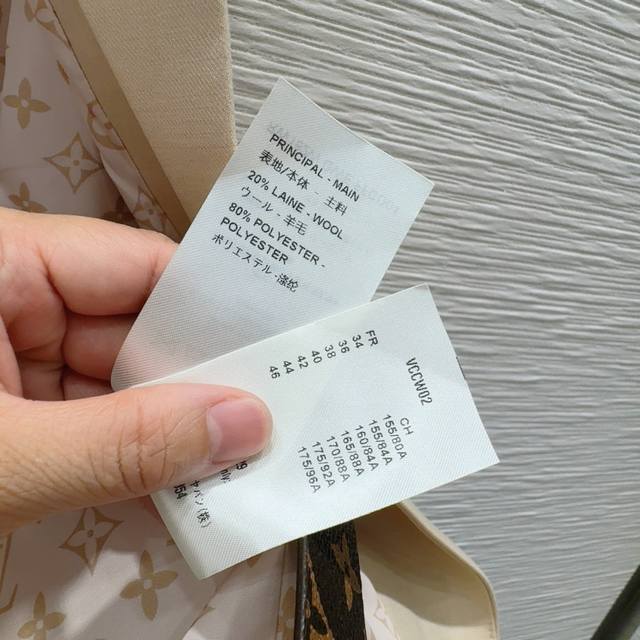 PRINCIPAL - MAIN
表地/本体 - 主料
20% LAINE - WOOL
ウール - 羊毛
80% POLYESTER -
POLYESTER
ポリエステル - 涤纶
VCCW02
FR CH
34 155/80A
36 155/84A
38 160/84A
40 165/88A
42 170/88A
44 175/92A
46 175/96A
(株)